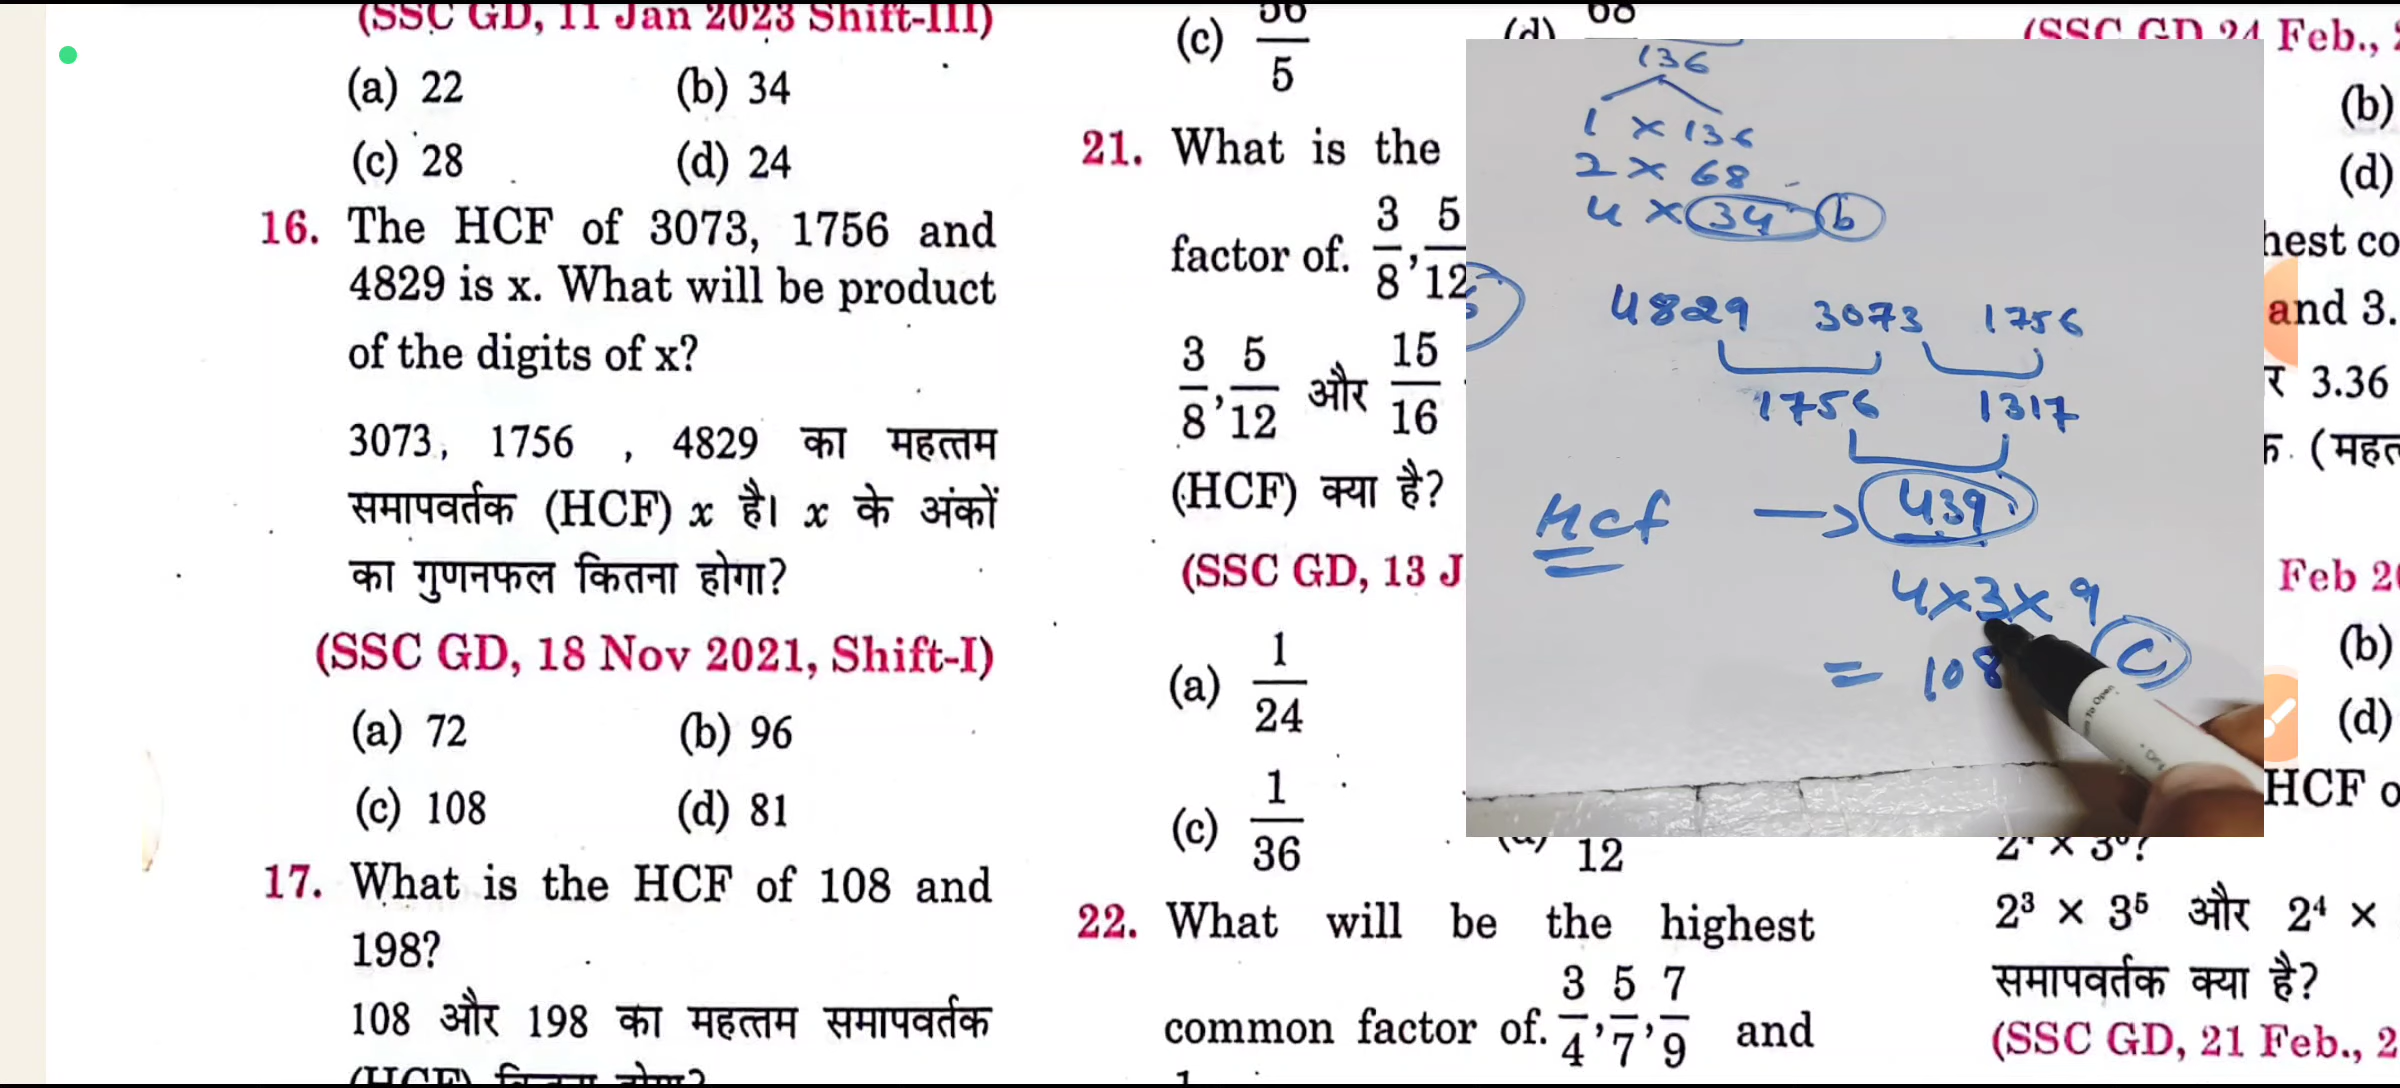 (SSC GD, 11 Jan 2023 Shift-III)
(a) 22
(b) 34
(c) 28
(d) 24
16. The HCF of 3073, 1756 and
4829 is x. What will be product
of the digits of x?
3073, 1756 , 4829 का महत्तम
समापवर्तक (HCF) x है। x के अंकों
का गुणनफल कितना होगा?
(SSC GD, 18 Nov 2021, Shift-I)
(a) 72
(b) 96
(c) 108
(d) 81
17. What is the HCF of 108 and
198?
108 और 198 का महत्तम समापवर्तक
(c) 56/5
(d) 68
21. What is the
factor of. 3/8, 5/12
3/8, 5/12 और 15/16
(HCF) क्या है?
(SSC GD, 13 J
(a) 1/24
(c) 1/36
12
22. What will be the highest
common factor of. 3/4, 5/7, 7/9 and
136
1 × 136
2 × 68
4 × 34 b
4829 3073 1756
1756 1317
HCf → 439
4×3×9
= 108 C
(SSC GD 24 Feb.,
(b)
(d)
hest co
and 3.
र 3.36
Feb 20
(b)
(d)
HCF o
2³ × 3⁵ और 2⁴ ×
समापवर्तक क्या है?
(SSC GD, 21 Feb., 2